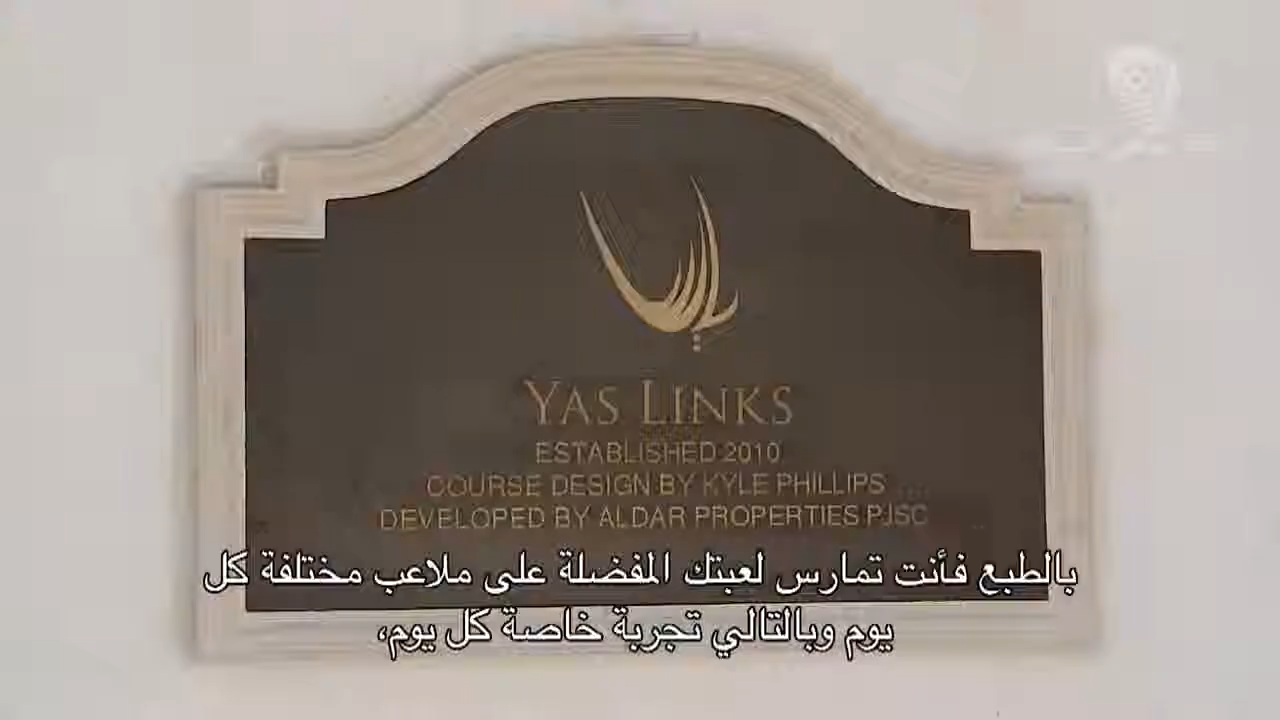 YAS LINKS
ESTABLISHED 2010
COURSE DESIGN BY KYLE PHILLIPS
DEVELOPED BY ALDAR PROPERTIES PJSC
بالطبع فأنت تمارس لعبتك المفضلة على ملاعب مختلفة كل
يوم وبالتالي تجربة خاصة كل يوم،